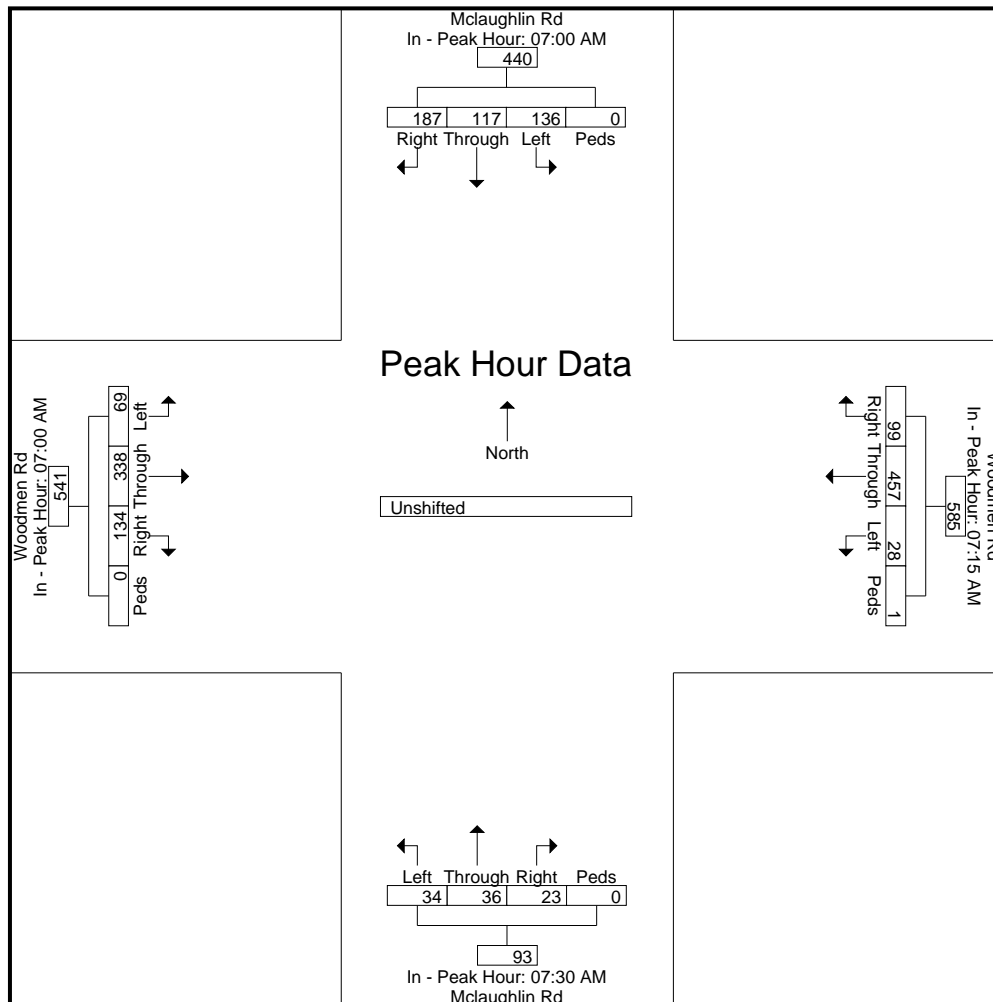 Mclaughlin Rd
In - Peak Hour: 07:00 AM
440
187 117 136 0
Right Through Left Peds
Peak Hour Data
North
Unshifted
Woodmen Rd
In - Peak Hour: 07:00 AM
541
69 338 134 0
Left Through Right Peds
Woodmen Rd
In - Peak Hour: 07:15 AM
585
99 457 28 1
Right Through Left Peds
Left Through Right Peds
34 36 23 0
93
In - Peak Hour: 07:30 AM
Mclaughlin Rd